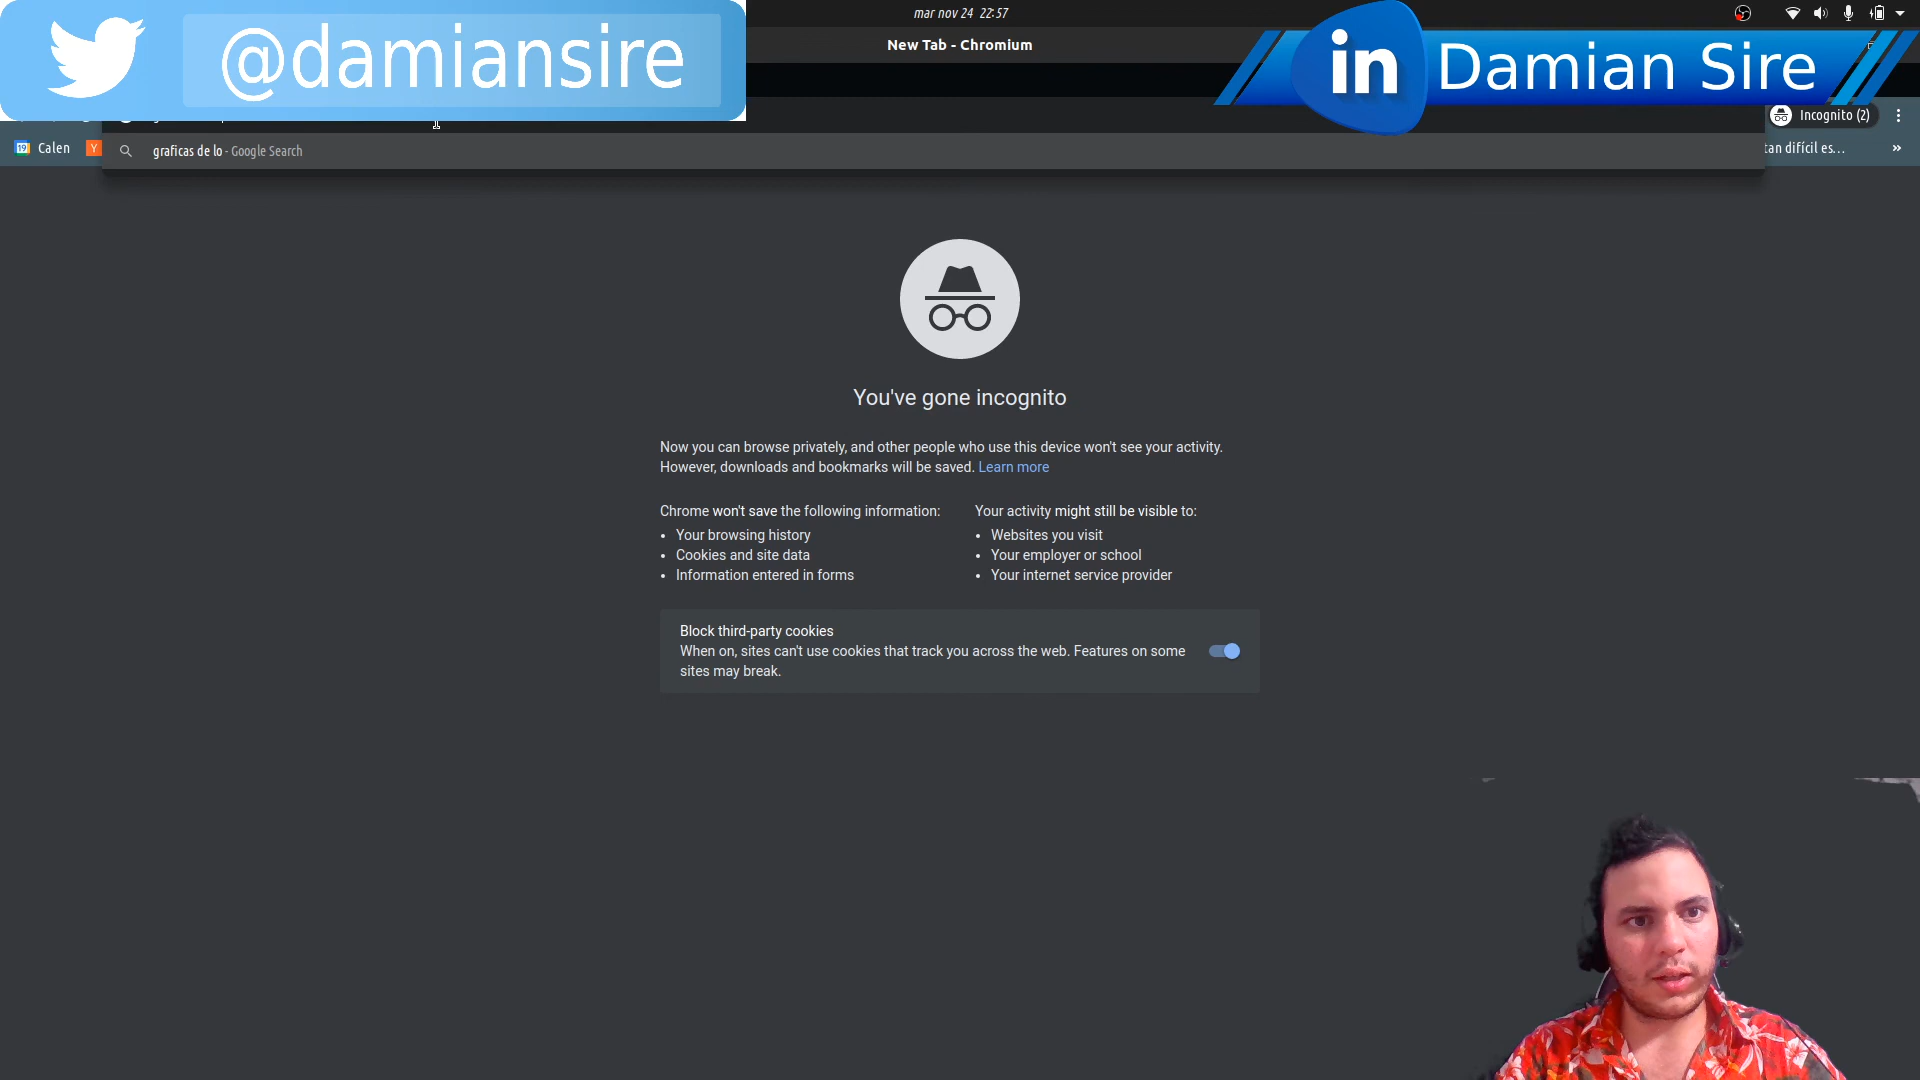 @damiansire
mar nov 24 22:57
New Tab - Chromium
in Damian Sire
Incognito (2)
19 Calen
Y
graficas de lo - Google Search
tan difícil es...
»
You've gone incognito
Now you can browse privately, and other people who use this device won't see your activity.
However, downloads and bookmarks will be saved. Learn more
Chrome won't save the following information:
• Your browsing history
• Cookies and site data
• Information entered in forms
Your activity might still be visible to:
• Websites you visit
• Your employer or school
• Your internet service provider
Block third-party cookies
When on, sites can't use cookies that track you across the web. Features on some
sites may break.